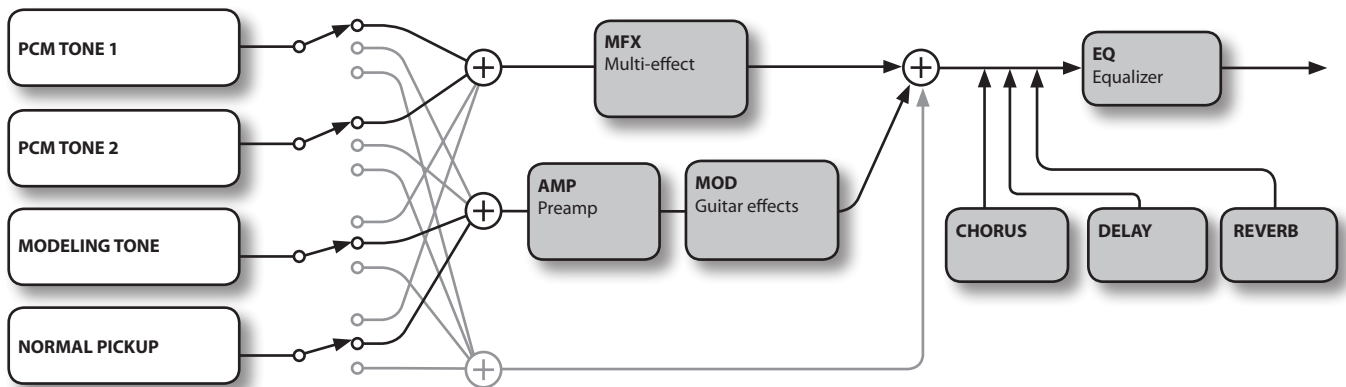 PCM TONE 1
PCM TONE 2
MODELING TONE
NORMAL PICKUP
MFX
Multi-effect
AMP
Preamp
MOD
Guitar effects
EQ
Equalizer
CHORUS
DELAY
REVERB